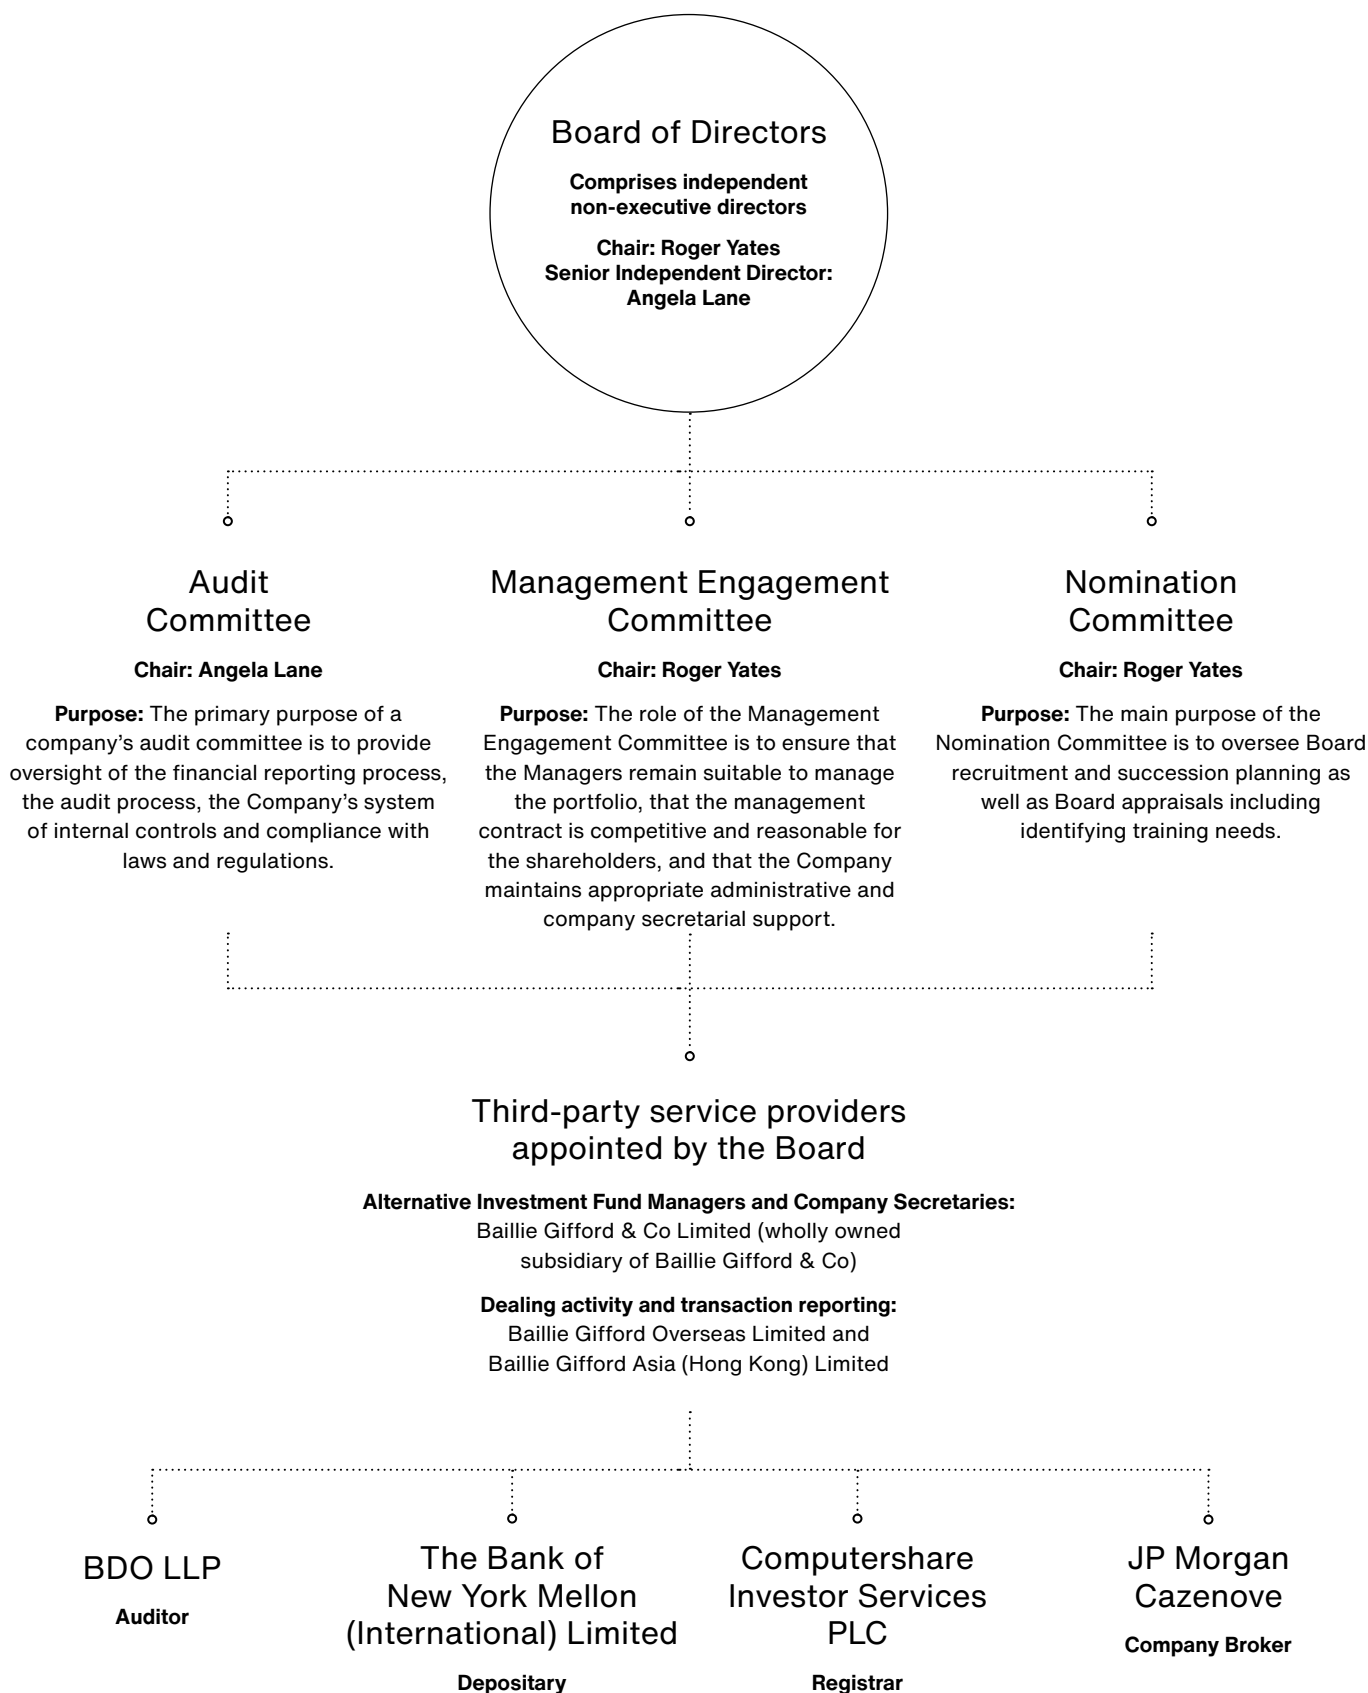 Board of Directors
Comprises independent
non-executive directors
Chair: Roger Yates
Senior Independent Director:
Angela Lane
Audit
Committee
Chair: Angela Lane
Purpose: The primary purpose of a
company’s audit committee is to provide
oversight of the financial reporting process,
the audit process, the Company’s system
of internal controls and compliance with
laws and regulations.
Management Engagement
Committee
Chair: Roger Yates
Purpose: The role of the Management
Engagement Committee is to ensure that
the Managers remain suitable to manage
the portfolio, that the management
contract is competitive and reasonable for
the shareholders, and that the Company
maintains appropriate administrative and
company secretarial support.
Nomination
Committee
Chair: Roger Yates
Purpose: The main purpose of the
Nomination Committee is to oversee Board
recruitment and succession planning as
well as Board appraisals including
identifying training needs.
Third-party service providers
appointed by the Board
Alternative Investment Fund Managers and Company Secretaries:
Baillie Gifford & Co Limited (wholly owned
subsidiary of Baillie Gifford & Co)
Dealing activity and transaction reporting:
Baillie Gifford Overseas Limited and
Baillie Gifford Asia (Hong Kong) Limited
BDO LLP
Auditor
The Bank of
New York Mellon
(International) Limited
Depositary
Computershare
Investor Services
PLC
Registrar
JP Morgan
Cazenove
Company Broker